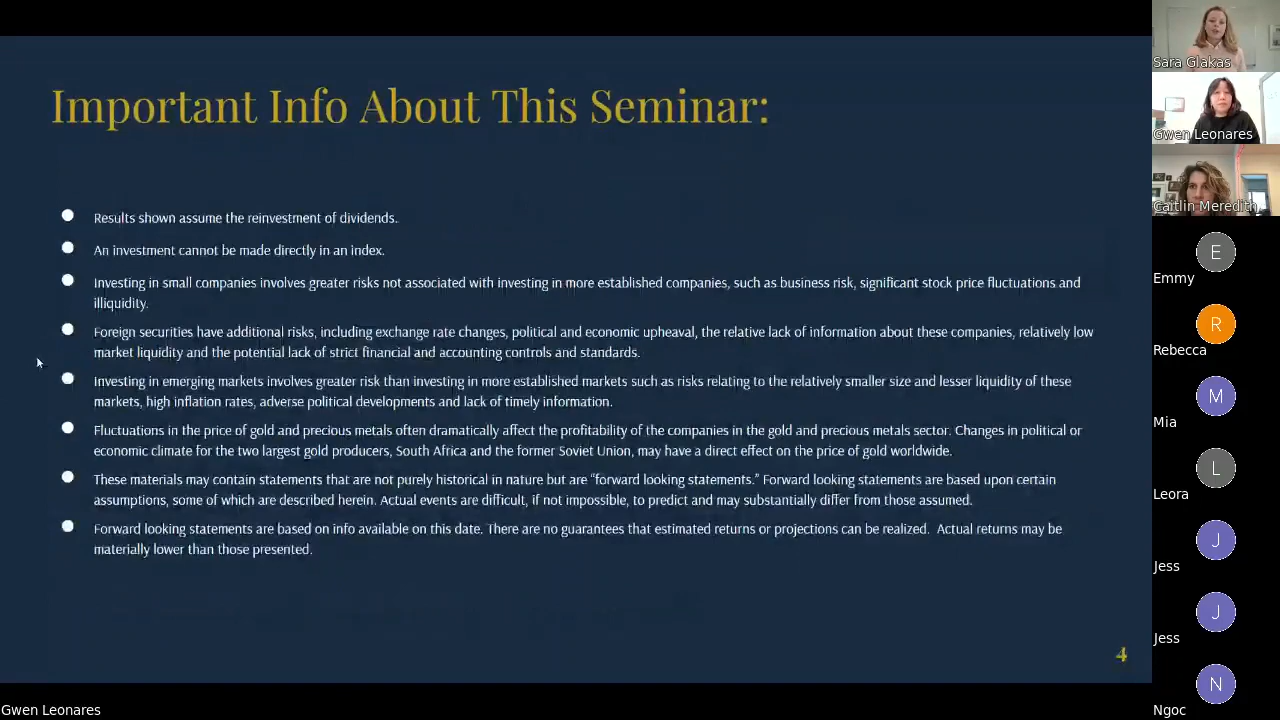 Important Info About This Seminar:
Results shown assume the reinvestment of dividends.
An investment cannot be made directly in an index.
Investing in small companies involves greater risks not associated with investing in more established companies, such as business risk, significant stock price fluctuations and
illiquidity.
Foreign securities have additional risks, including exchange rate changes, political and economic upheaval, the relative lack of information about these companies, relatively low
market liquidity and the potential lack of strict financial and accounting controls and standards.
Investing in emerging markets involves greater risk than investing in more established markets such as risks relating to the relatively smaller size and lesser liquidity of these
markets, high inflation rates, adverse political developments and lack of timely information.
Fluctuations in the price of gold and precious metals often dramatically affect the profitability of the companies in the gold and precious metals sector. Changes in political or
economic climate for the two largest gold producers, South Africa and the former Soviet Union, may have a direct effect on the price of gold worldwide.
These materials may contain statements that are not purely historical in nature but are “forward looking statements.” Forward looking statements are based upon certain
assumptions, some of which are described herein. Actual events are difficult, if not impossible, to predict and may substantially differ from those assumed.
Forward looking statements are based on info available on this date. There are no guarantees that estimated returns or projections can be realized. Actual returns may be
materially lower than those presented.
4
Gwen Leonares
Sara Glakas
Gwen Leonares
Caitlin Meredith
E
Emmy
R
Rebecca
M
Mia
L
Leora
J
Jess
J
Jess
N
Ngoc